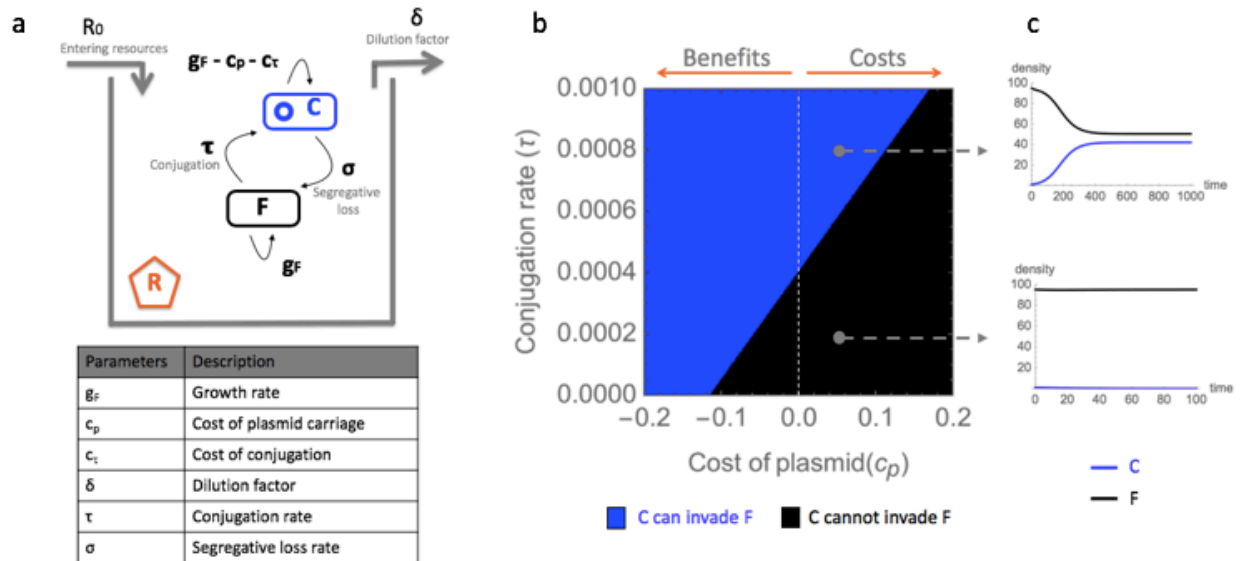 a
R0
Entering resources
δ
Dilution factor
gF - cp - cτ
C
τ
Conjugation
σ
Segregative
loss
F
gF
R
Parameters Description
gF Growth rate
cp Cost of plasmid carriage
cτ Cost of conjugation
δ Dilution factor
τ Conjugation rate
σ Segregative loss rate
b
Benefits Costs
Conjugation rate (τ)
0.0010
0.0008
0.0006
0.0004
0.0002
0.0000
−0.2 −0.1 0.0 0.1 0.2
Cost of plasmid(cp)
C can invade F C cannot invade F
c
density
100
80
60
40
20
time
0 200 400 600 800 1000
density
100
80
60
40
20
time
0 20 40 60 80 100
C
F